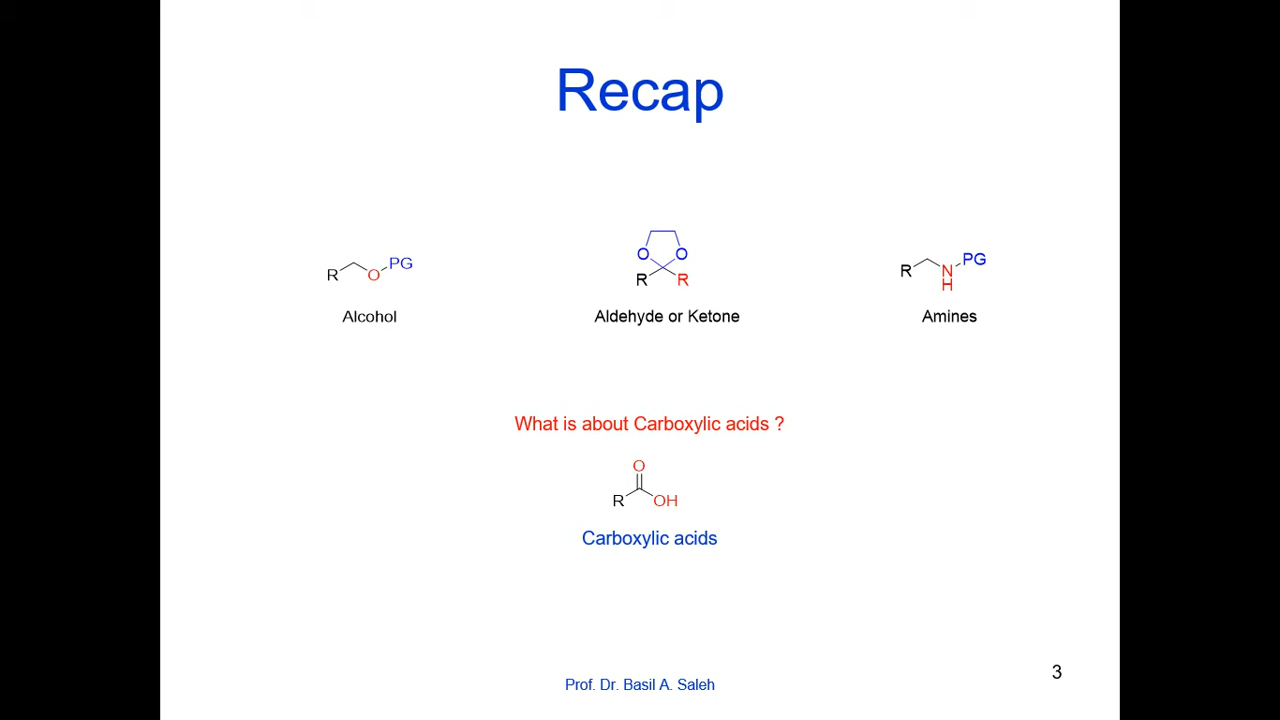 Recap
R O PG
O O
R R
R N PG
H
Alcohol
Aldehyde or Ketone
Amines
What is about Carboxylic acids ?
O
R OH
Carboxylic acids
3
Prof. Dr. Basil A. Saleh